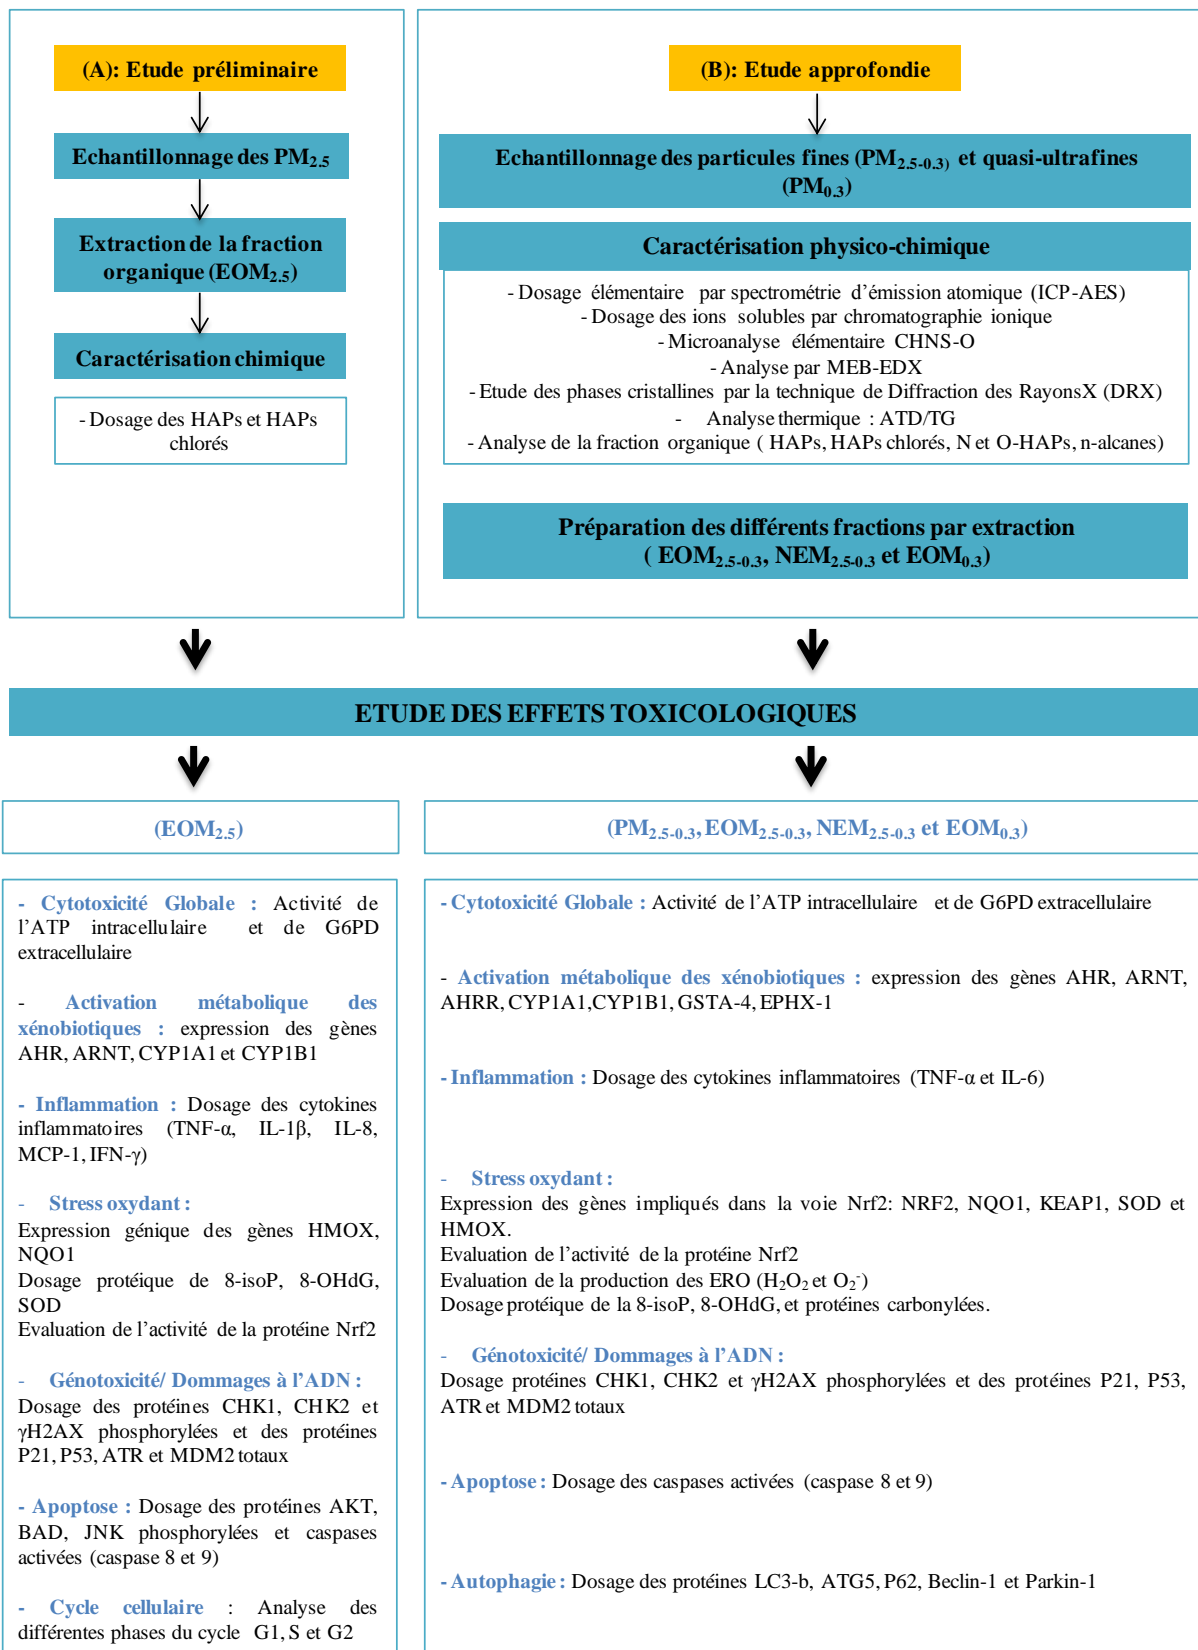 (A): Etude préliminaire
Echantillonnage des PM2.5
Extraction de la fraction
organique (EOM2.5)
Caractérisation chimique
- Dosage des HAPs et HAPs
chlorés
(B): Etude approfondie
Echantillonnage des particules fines (PM2.5-0.3) et quasi-ultrafines
(PM0.3)
Caractérisation physico-chimique
- Dosage élémentaire par spectrométrie d’émission atomique (ICP-AES)
- Dosage des ions solubles par chromatographie ionique
- Microanalyse élémentaire CHNS-O
- Analyse par MEB-EDX
- Etude des phases cristallines par la technique de Diffraction des RayonsX (DRX)
- Analyse thermique : ATD/TG
- Analyse de la fraction organique ( HAPs, HAPs chlorés, N et O-HAPs, n-alcanes)
Préparation des différents fractions par extraction
( EOM2.5-0.3, NEM2.5-0.3 et EOM0.3)
ETUDE DES EFFETS TOXICOLOGIQUES
(EOM2.5)
- Cytotoxicité Globale : Activité de
l’ATP intracellulaire et de G6PD
extracellulaire
- Activation métabolique des
xénobiotiques : expression des gènes
AHR, ARNT, CYP1A1 et CYP1B1
- Inflammation : Dosage des cytokines
inflammatoires (TNF-α, IL-1β, IL-8,
MCP-1, IFN-γ)
- Stress oxydant :
Expression génique des gènes HMOX,
NQO1
Dosage protéique de 8-isoP, 8-OHdG,
SOD
Evaluation de l’activité de la protéine Nrf2
- Génotoxicité/ Dommages à l’ADN :
Dosage des protéines CHK1, CHK2 et
γH2AX phosphorylées et des protéines
P21, P53, ATR et MDM2 totaux
- Apoptose : Dosage des protéines AKT,
BAD, JNK phosphorylées et caspases
activées (caspase 8 et 9)
- Cycle cellulaire : Analyse des
différentes phases du cycle G1, S et G2
(PM2.5-0.3, EOM2.5-0.3, NEM2.5-0.3 et EOM0.3)
- Cytotoxicité Globale : Activité de l’ATP intracellulaire et de G6PD extracellulaire
- Activation métabolique des xénobiotiques : expression des gènes AHR, ARNT,
AHRR, CYP1A1,CYP1B1, GSTA-4, EPHX-1
- Inflammation : Dosage des cytokines inflammatoires (TNF-α et IL-6)
- Stress oxydant :
Expression des gènes impliqués dans la voie Nrf2: NRF2, NQO1, KEAP1, SOD et
HMOX.
Evaluation de l’activité de la protéine Nrf2
Evaluation de la production des ERO (H2O2 et O2-)
Dosage protéique de la 8-isoP, 8-OHdG, et protéines carbonylées.
- Génotoxicité/ Dommages à l’ADN :
Dosage protéines CHK1, CHK2 et γH2AX phosphorylées et des protéines P21, P53,
ATR et MDM2 totaux
- Apoptose : Dosage des caspases activées (caspase 8 et 9)
- Autophagie : Dosage des protéines LC3-b, ATG5, P62, Beclin-1 et Parkin-1